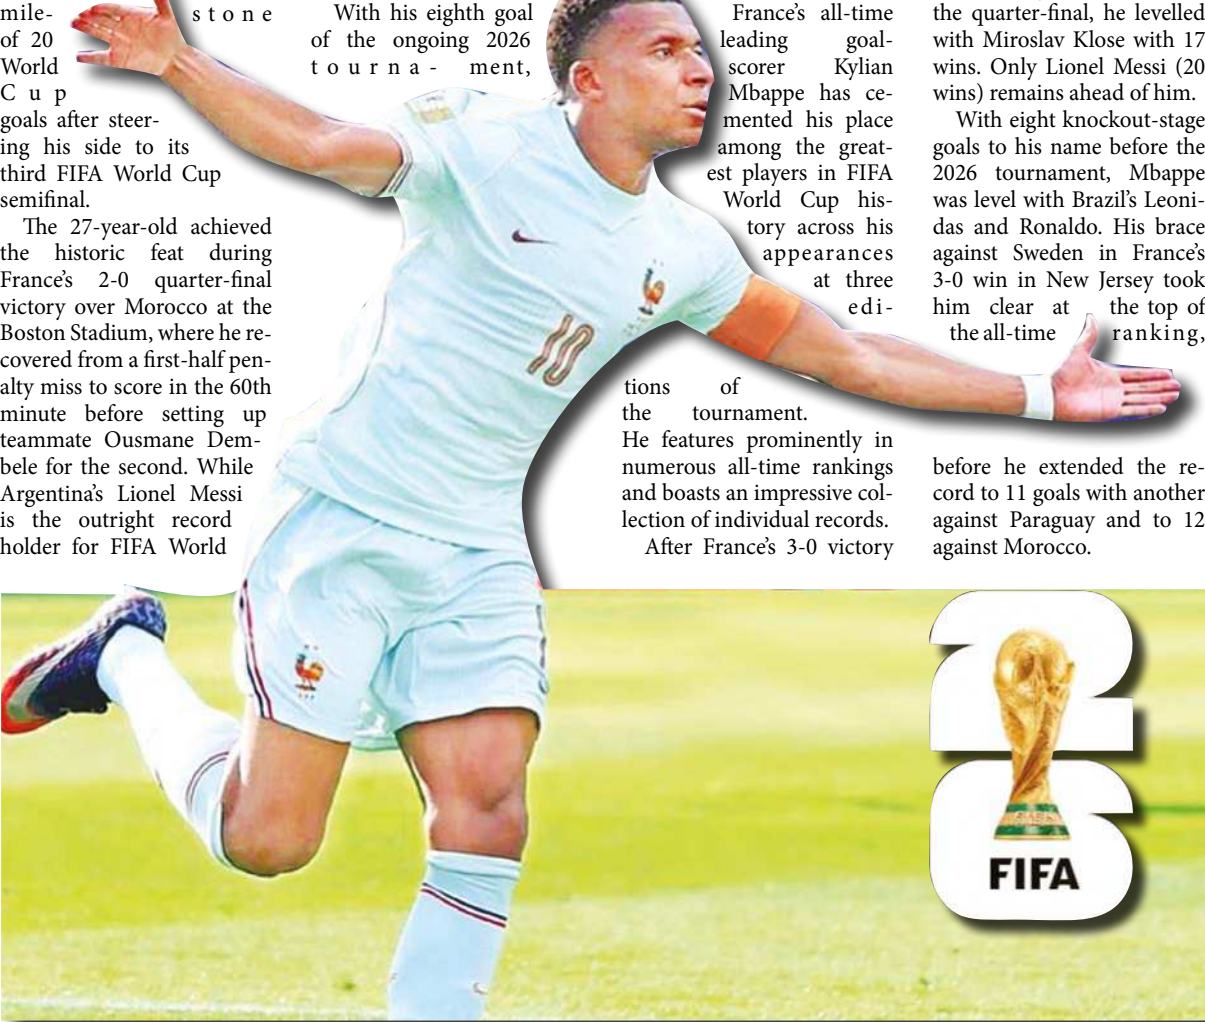 mile- stone
of 20
World
Cup
goals after steer-
ing his side to its
third FIFA World Cup
semifinal.
The 27-year-old achieved
the historic feat during
France's 2-0 quarter-final
victory over Morocco at the
Boston Stadium, where he re-
covered from a first-half pen-
alty miss to score in the 60th
minute before setting up
teammate Ousmane Dem-
bele for the second. While
Argentina's Lionel Messi
is the outright record
holder for FIFA World
With his eighth goal
of the ongoing 2026
tourna- ment,
France's all-time
leading goal-
scorer Kylian
Mbappe has ce-
mented his place
among the great-
est players in FIFA
World Cup his-
tory across his
appearances
at three
edi-
tions of
the tournament.
He features prominently in
numerous all-time rankings
and boasts an impressive col-
lection of individual records.
After France's 3-0 victory
the quarter-final, he levelled
with Miroslav Klose with 17
wins. Only Lionel Messi (20
wins) remains ahead of him.
With eight knockout-stage
goals to his name before the
2026 tournament, Mbappe
was level with Brazil's Leoni-
das and Ronaldo. His brace
against Sweden in France's
3-0 win in New Jersey took
him clear at the top of
the all-time ranking,
before he extended the re-
cord to 11 goals with another
against Paraguay and to 12
against Morocco.
10
26
FIFA